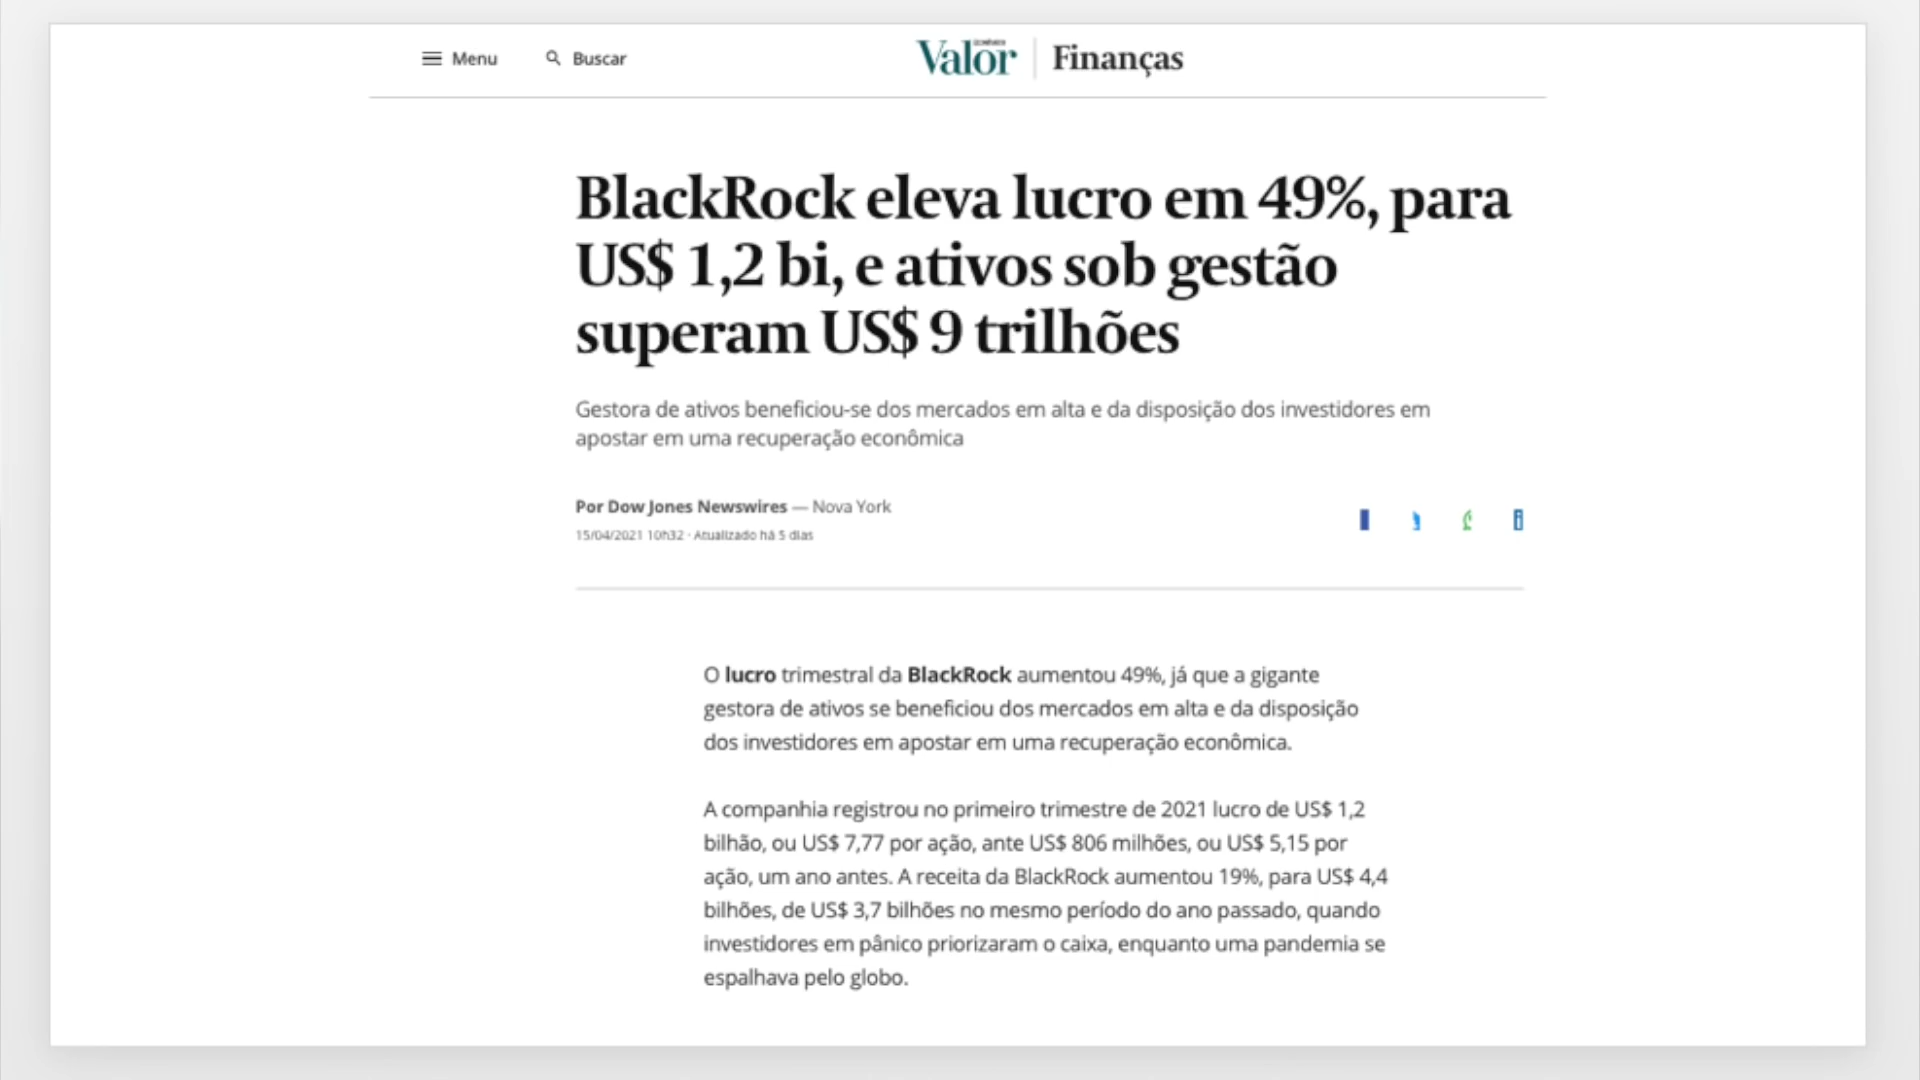 Menu
Buscar
Valor
Finanças
BlackRock eleva lucro em 49%, para
US$ 1,2 bi, e ativos sob gestão
superam US$ 9 trilhões
Gestora de ativos beneficiou-se dos mercados em alta e da disposição dos investidores em
apostar em uma recuperação econômica
Por Dow Jones Newswires — Nova York
15/04/2021 10h32 · Atualizado há 5 dias
O lucro trimestral da BlackRock aumentou 49%, já que a gigante
gestora de ativos se beneficiou dos mercados em alta e da disposição
dos investidores em apostar em uma recuperação econômica.
A companhia registrou no primeiro trimestre de 2021 lucro de US$ 1,2
bilhão, ou US$ 7,77 por ação, ante US$ 806 milhões, ou US$ 5,15 por
ação, um ano antes. A receita da BlackRock aumentou 19%, para US$ 4,4
bilhões, de US$ 3,7 bilhões no mesmo período do ano passado, quando
investidores em pânico priorizaram o caixa, enquanto uma pandemia se
espalhava pelo globo.